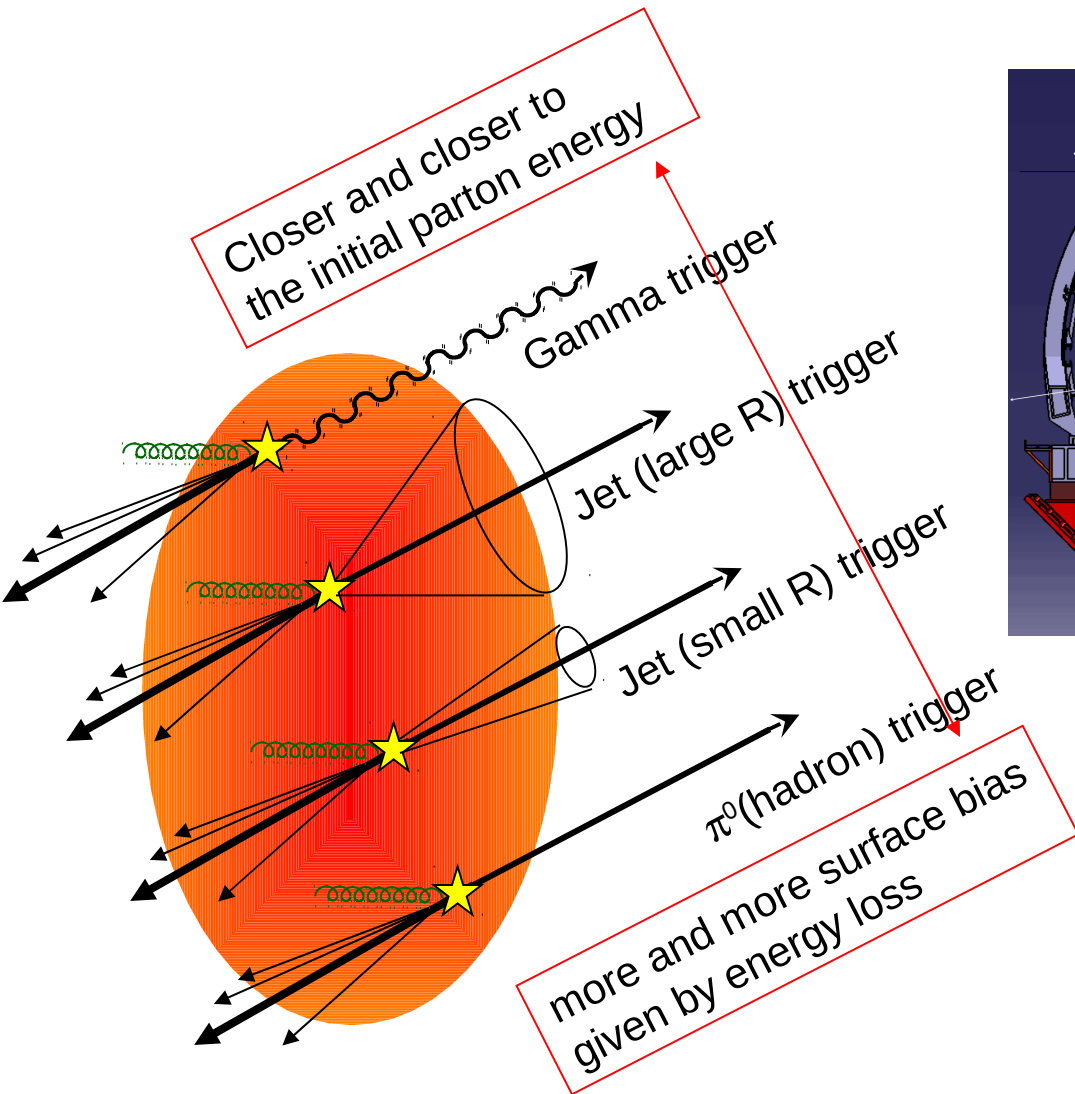 Closer and closer to
the initial parton energy
Gamma trigger
Jet (large R) trigger
Jet (small R) trigger
π⁰(hadron) trigger
more and more surface bias
given by energy loss